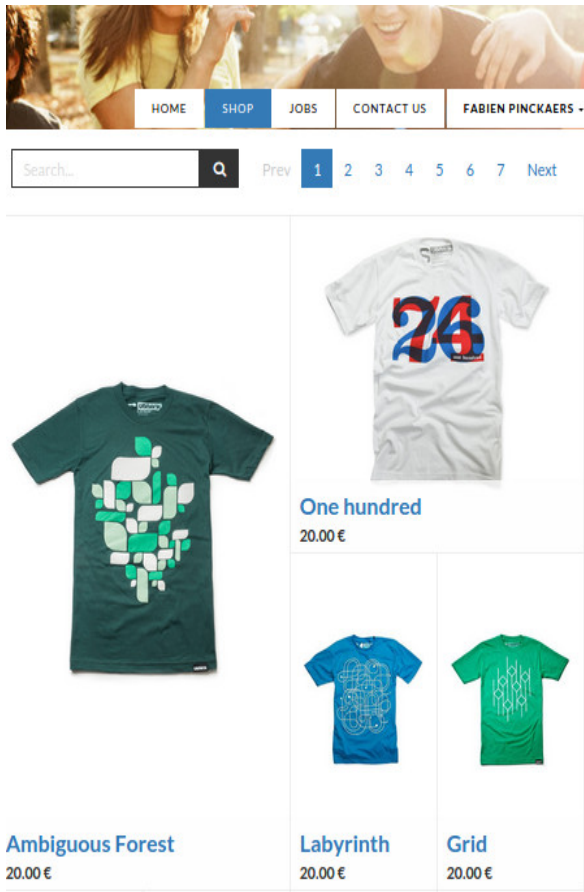 HOME SHOP JOBS CONTACT US FABIEN PINCKAERS
Search... Prev 1 2 3 4 5 6 7 Next
One hundred
20.00 €
Ambiguous Forest
20.00 €
Labyrinth
20.00 €
Grid
20.00 €